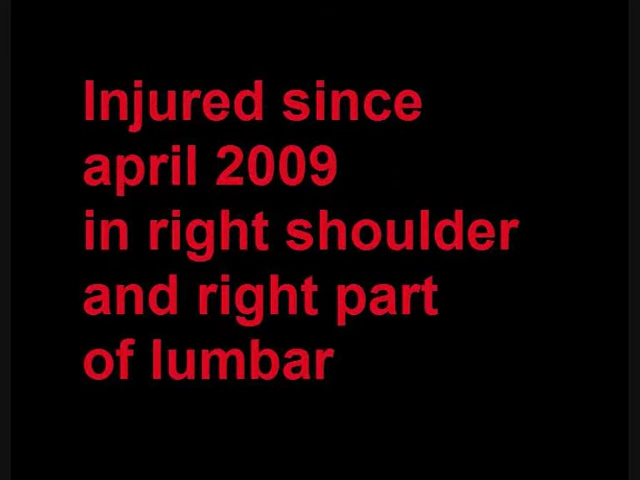 Injured since
april 2009
in right shoulder
and right part
of lumbar